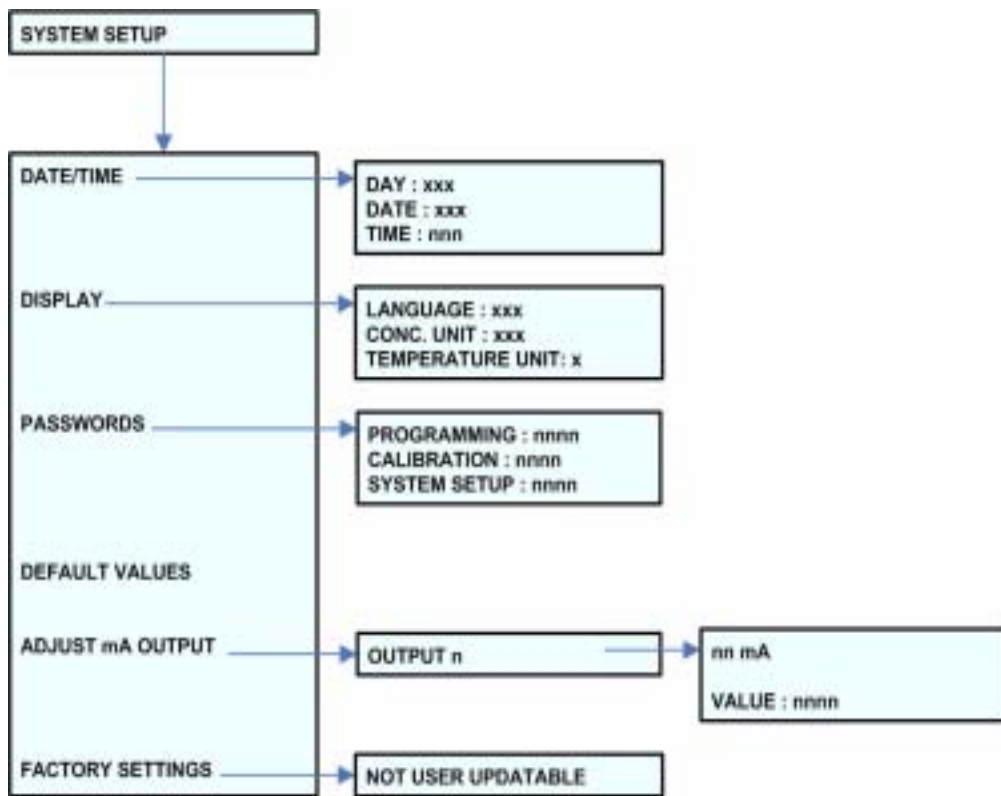 SYSTEM SETUP
DATE/TIME
DAY : xxx
DATE : xxx
TIME : nnn
DISPLAY
LANGUAGE : xxx
CONC. UNIT : xxx
TEMPERATURE UNIT: x
PASSWORDS
PROGRAMMING : nnnn
CALIBRATION : nnnn
SYSTEM SETUP : nnnn
DEFAULT VALUES
ADJUST mA OUTPUT
OUTPUT n
nn mA
VALUE : nnnn
FACTORY SETTINGS
NOT USER UPDATABLE